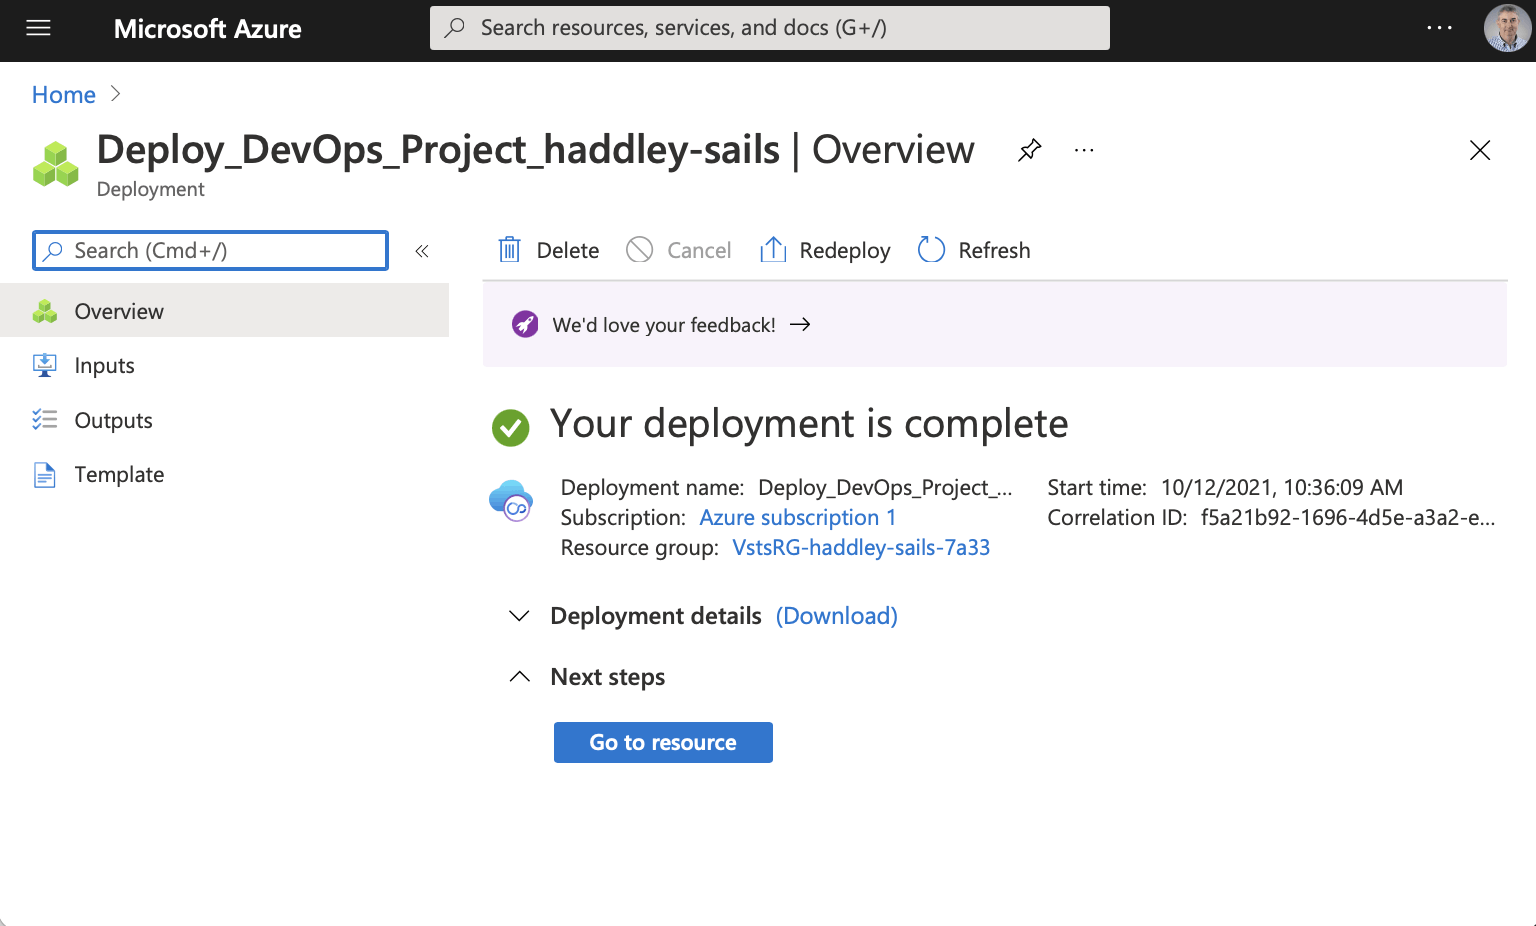 Microsoft Azure
Search resources, services, and docs (G+/)
Home
Deploy_DevOps_Project_haddley-sails | Overview
Deployment
Search (Cmd+/)
Delete
Cancel
Redeploy
Refresh
Overview
Inputs
Outputs
Template
We'd love your feedback!
Your deployment is complete
Deployment name: Deploy_DevOps_Project_...
Subscription: Azure subscription 1
Resource group: VstsRG-haddley-sails-7a33
Start time: 10/12/2021, 10:36:09 AM
Correlation ID: f5a21b92-1696-4d5e-a3a2-e...
Deployment details (Download)
Next steps
Go to resource